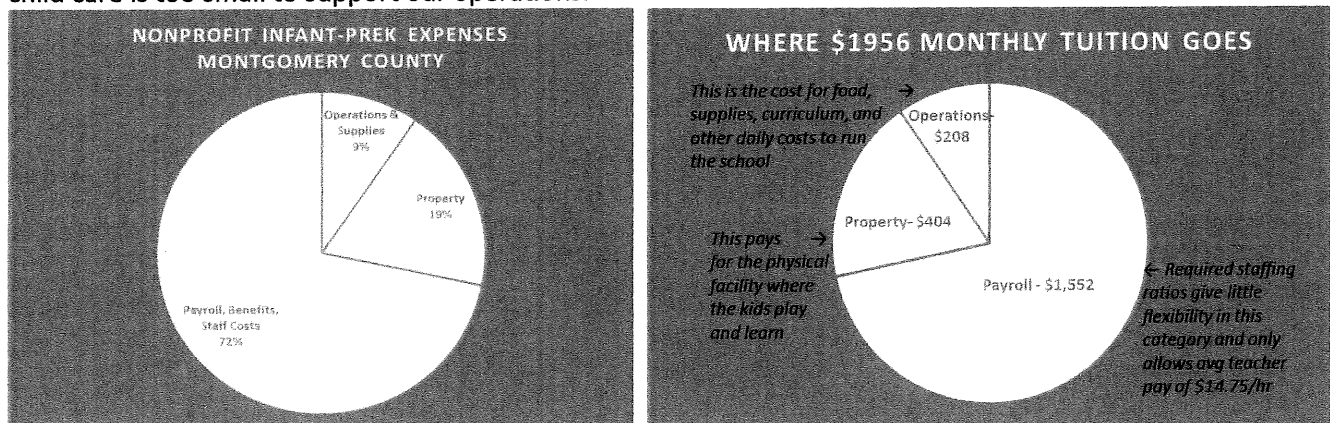 child care is too small to support our operations.
NONPROFIT INFANT-PREK EXPENSES
MONTGOMERY COUNTY
Operations &
Supplies
9%
Property
19%
Payroll, Benefits,
Staff Costs
72%
WHERE $1956 MONTHLY TUITION GOES
This is the cost for food, →
supplies, curriculum, and
other daily costs to run
the school
Operations-
$208
Property- $404
This pays →
for the physical
facility where
the kids play
and learn
Payroll - $1,552
← Required staffing
ratios give little
flexibility in this
category and only
allows avg teacher
pay of $14.75/hr